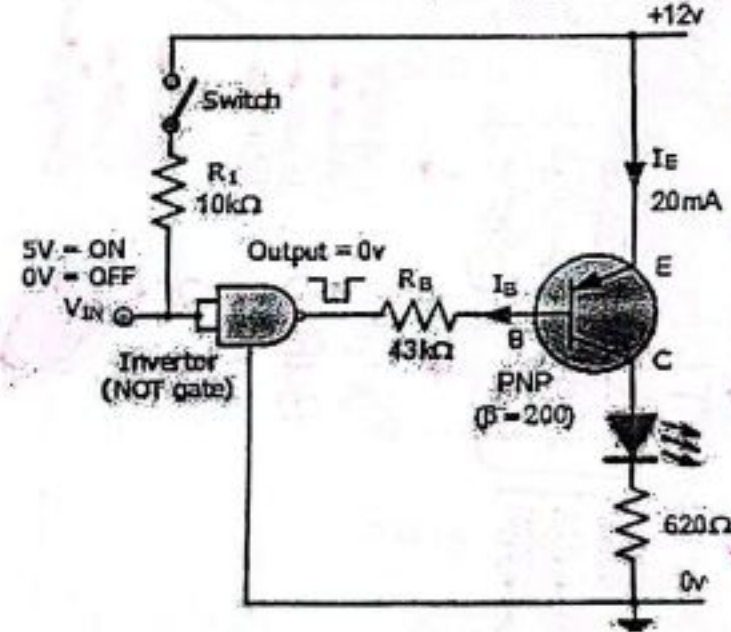 +12v
Switch
R1
10kΩ
IE
20mA
5V = ON
0V = OFF
Output = 0v
VIN
RB
IB
E
43kΩ
B
C
Invertor
(NOT gate)
PNP
(β=200)
620Ω
0v